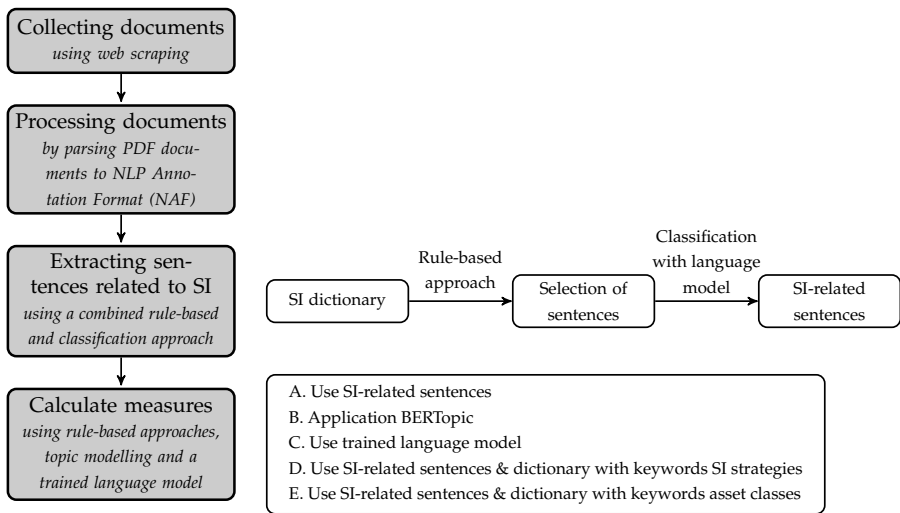 Collecting documents
using web scraping
Processing documents
by parsing PDF docu-
ments to NLP Anno-
tation Format (NAF)
Extracting sen-
tences related to SI
using a combined rule-based
and classification approach
SI dictionary
Rule-based
approach
Selection of
sentences
Classification
with language
model
SI-related
sentences
Calculate measures
using rule-based approaches,
topic modelling and a
trained language model
A. Use SI-related sentences
B. Application BERTopic
C. Use trained language model
D. Use SI-related sentences & dictionary with keywords SI strategies
E. Use SI-related sentences & dictionary with keywords asset classes